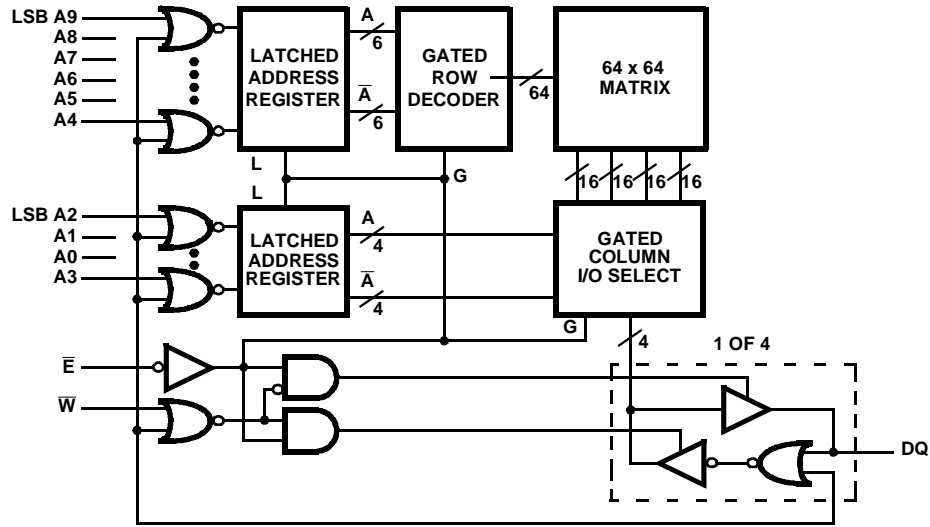 LSB A9
A8
A7
A6
A5
A4
LATCHED
ADDRESS
REGISTER
A
6
A̅
6
GATED
ROW
DECODER
64
64 x 64
MATRIX
L
L
G
16
16
16
16
LSB A2
A1
A0
A3
LATCHED
ADDRESS
REGISTER
A
4
A̅
4
GATED
COLUMN
I/O SELECT
G
4
1 OF 4
E̅
W̅
DQ